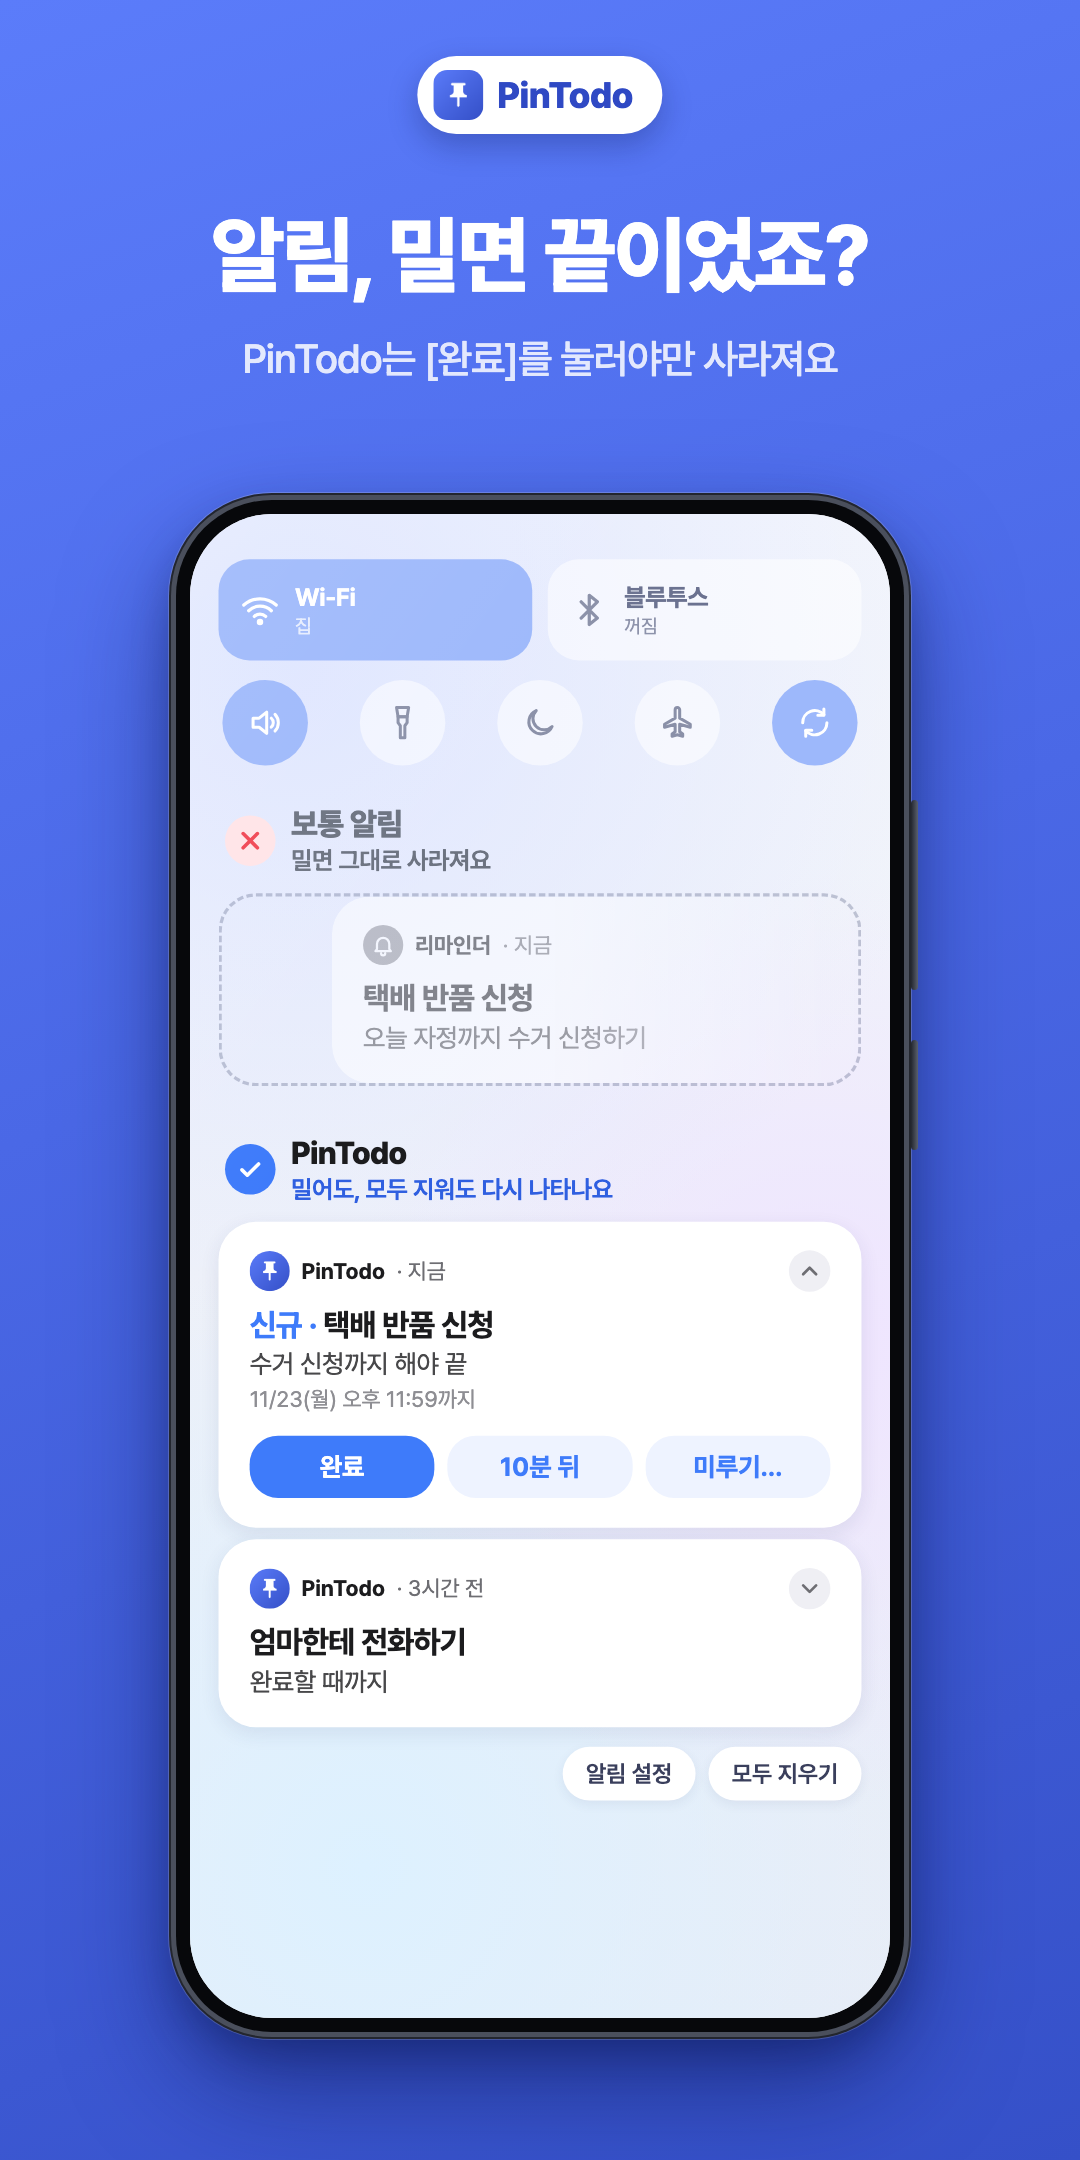 PinTodo
알림, 밀면 끝이었죠?
PinTodo는 [완료]를 눌러야만 사라져요
Wi-Fi
집
블루투스
꺼짐
보통 알림
밀면 그대로 사라져요
리마인더 · 지금
택배 반품 신청
오늘 자정까지 수거 신청하기
PinTodo
밀어도, 모두 지워도 다시 나타나요
PinTodo · 지금
신규 · 택배 반품 신청
수거 신청까지 해야 끝
11/23(월) 오후 11:59까지
완료
10분 뒤
미루기...
PinTodo · 3시간 전
엄마한테 전화하기
완료할 때까지
알림 설정
모두 지우기